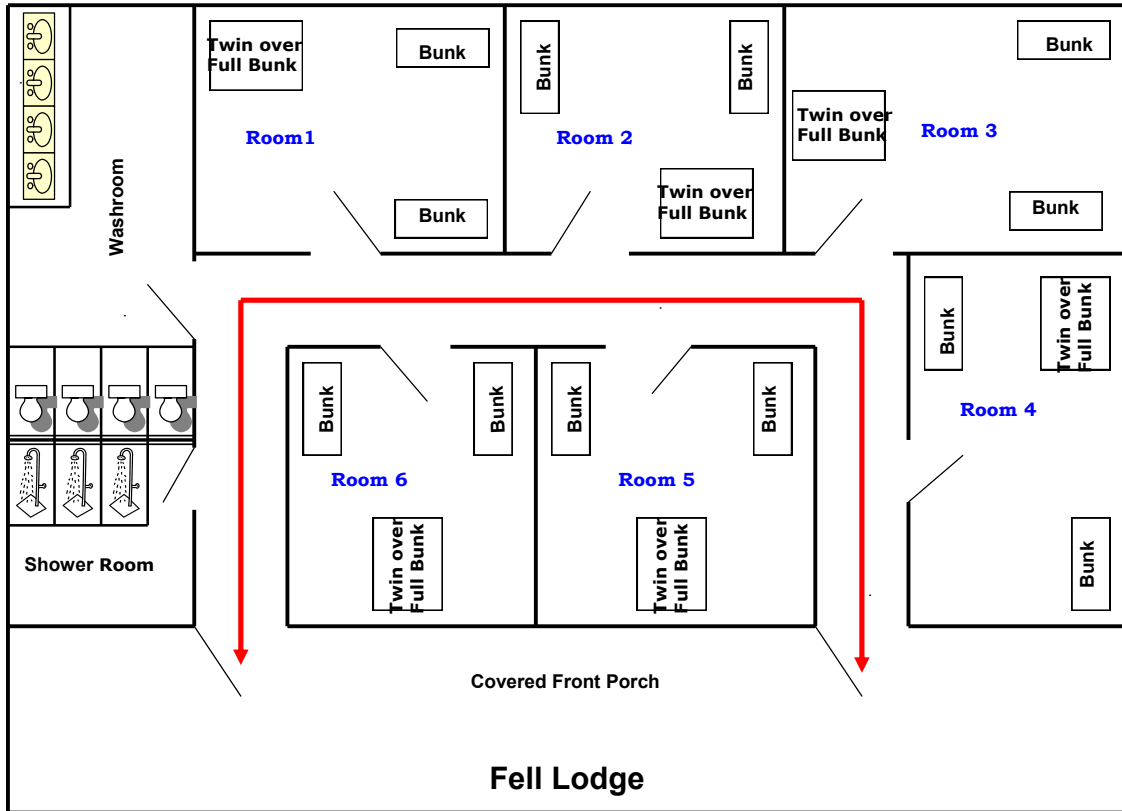 Twin over
Full Bunk
Bunk
Room1
Bunk
Bunk
Bunk
Room 2
Twin over
Full Bunk
Bunk
Twin over
Full Bunk
Room 3
Bunk
Washroom
Bunk
Twin over
Full Bunk
Room 4
Bunk
Bunk
Bunk
Room 6
Twin over
Full Bunk
Bunk
Bunk
Room 5
Twin over
Full Bunk
Shower Room
Covered Front Porch
Fell Lodge